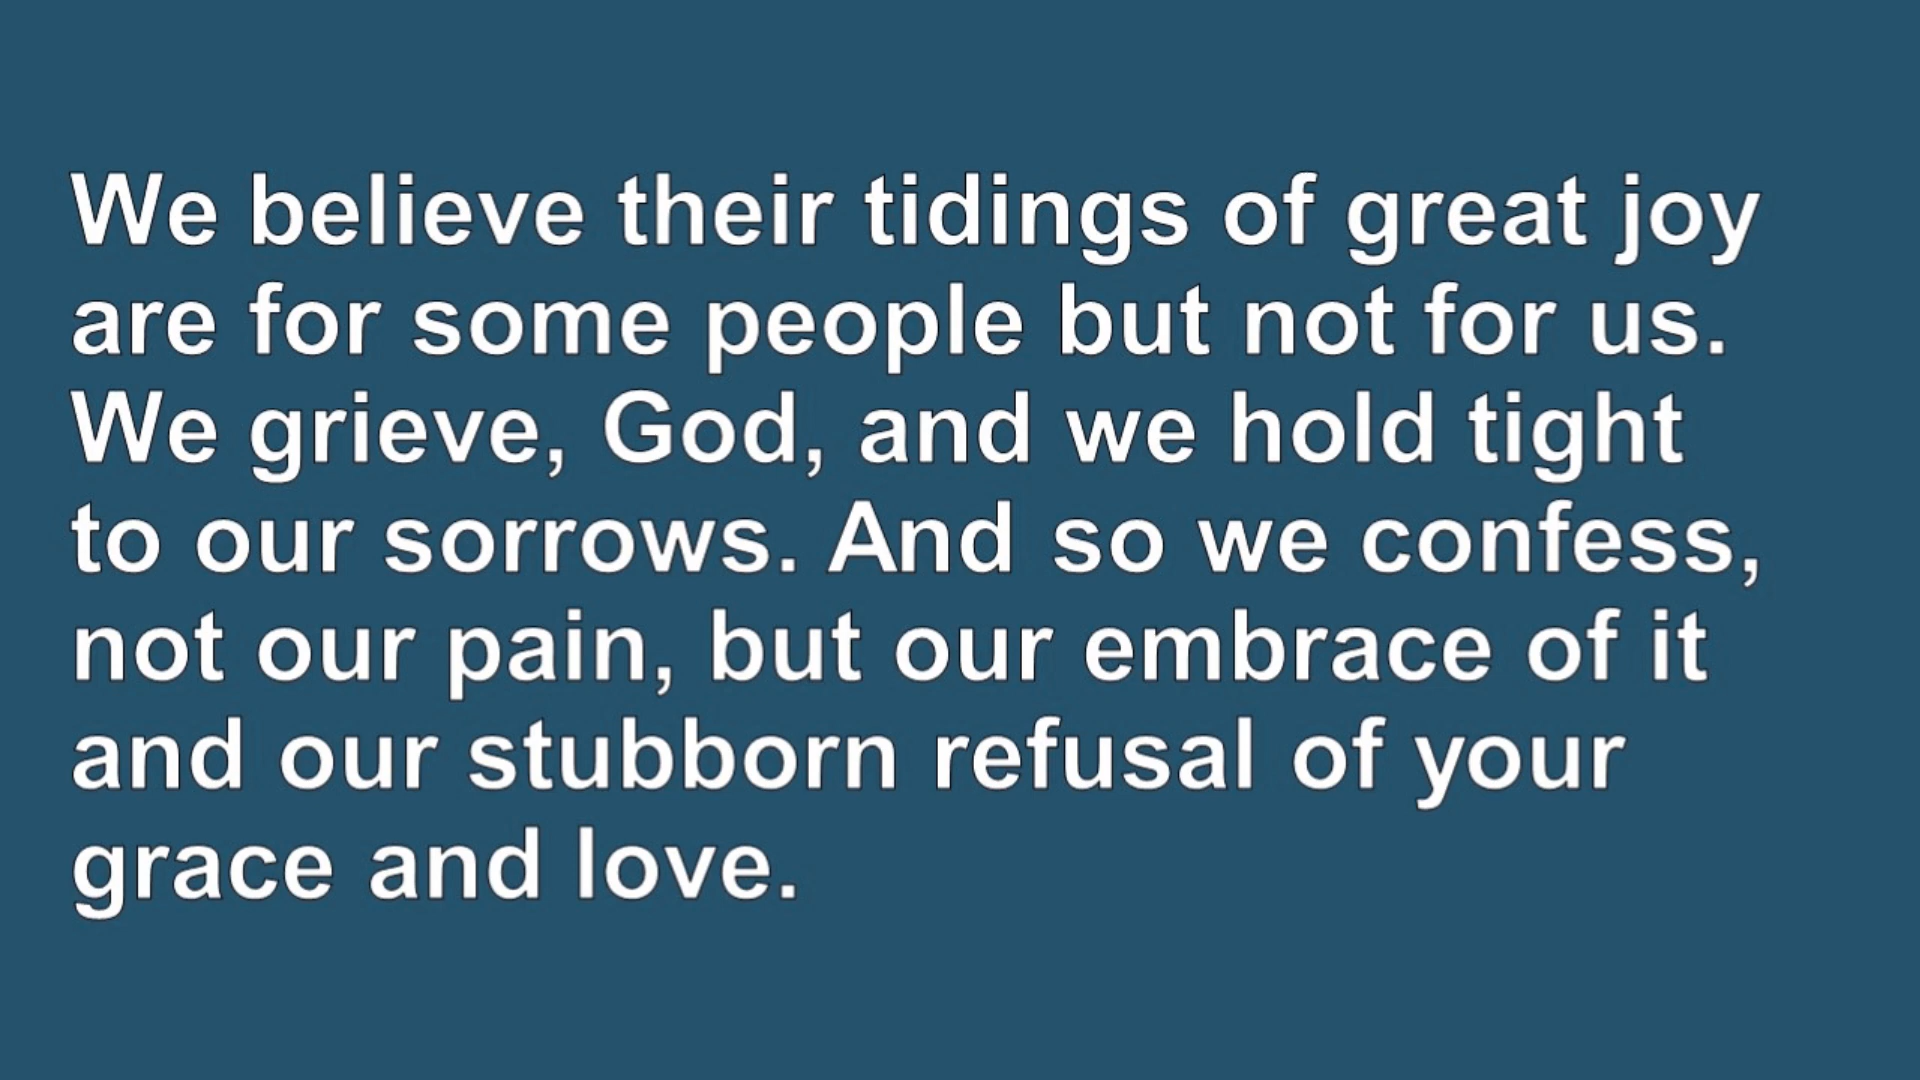 We believe their tidings of great joy
are for some people but not for us.
We grieve, God, and we hold tight
to our sorrows. And so we confess,
not our pain, but our embrace of it
and our stubborn refusal of your
grace and love.